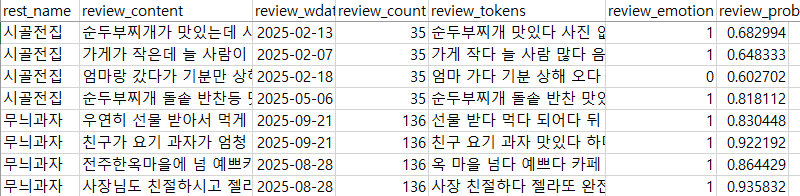 rest_name review_content review_wdat review_count review_tokens review_emotion review_prob
시골전집 순두부찌개가 맛있는데 사 2025-02-13 35 순두부찌개 맛있다 사진 없 1 0.682994
시골전집 가게가 작은데 늘 사람이 2025-02-07 35 가게 작다 늘 사람 많다 음 1 0.648333
시골전집 엄마랑 갔다가 기분만 상하 2025-02-18 35 엄마 가다 기분 상해 오다 0 0.602702
시골전집 순두부찌개 돌솥 반찬등 맛 2025-05-06 35 순두부찌개 돌솥 반찬 맛있 1 0.818112
무늬과자 우연히 선물 받아서 먹게 2025-09-21 136 선물 받다 먹다 되어다 뒤 1 0.830448
무늬과자 친구가 요기 과자가 엄청 2025-09-21 136 친구 요기 과자 맛있다 하다 1 0.922192
무늬과자 전주한옥마을에 넘 예쁘카 2025-08-28 136 옥 마을 넘다 예쁘다 카페 1 0.864429
무늬과자 사장님도 친절하시고 젤라 2025-08-28 136 사장 친절하다 젤라또 완전 1 0.935832